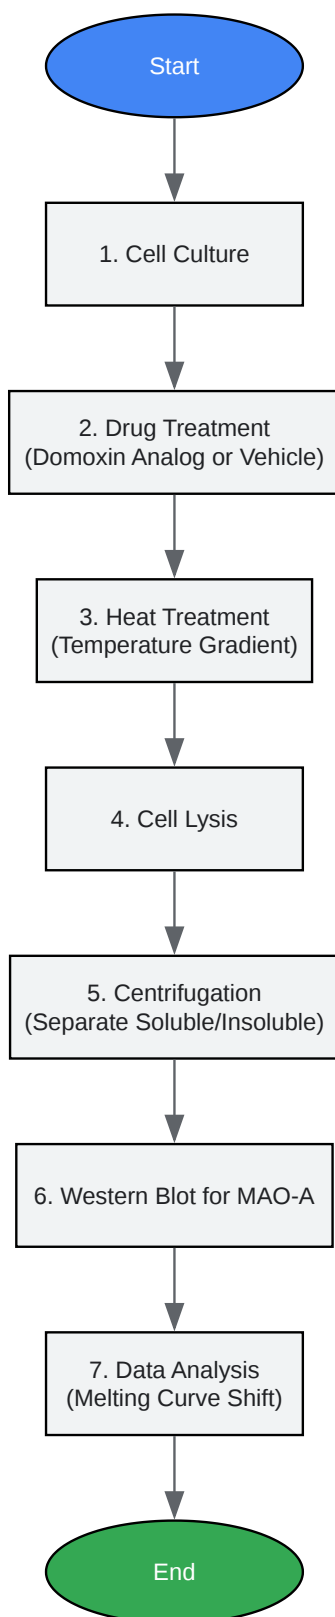 Start
1. Cell Culture
2. Drug Treatment
(Domoxin Analog or Vehicle)
3. Heat Treatment
(Temperature Gradient)
4. Cell Lysis
5. Centrifugation
(Separate Soluble/Insoluble)
6. Western Blot for MAO-A
7. Data Analysis
(Melting Curve Shift)
End